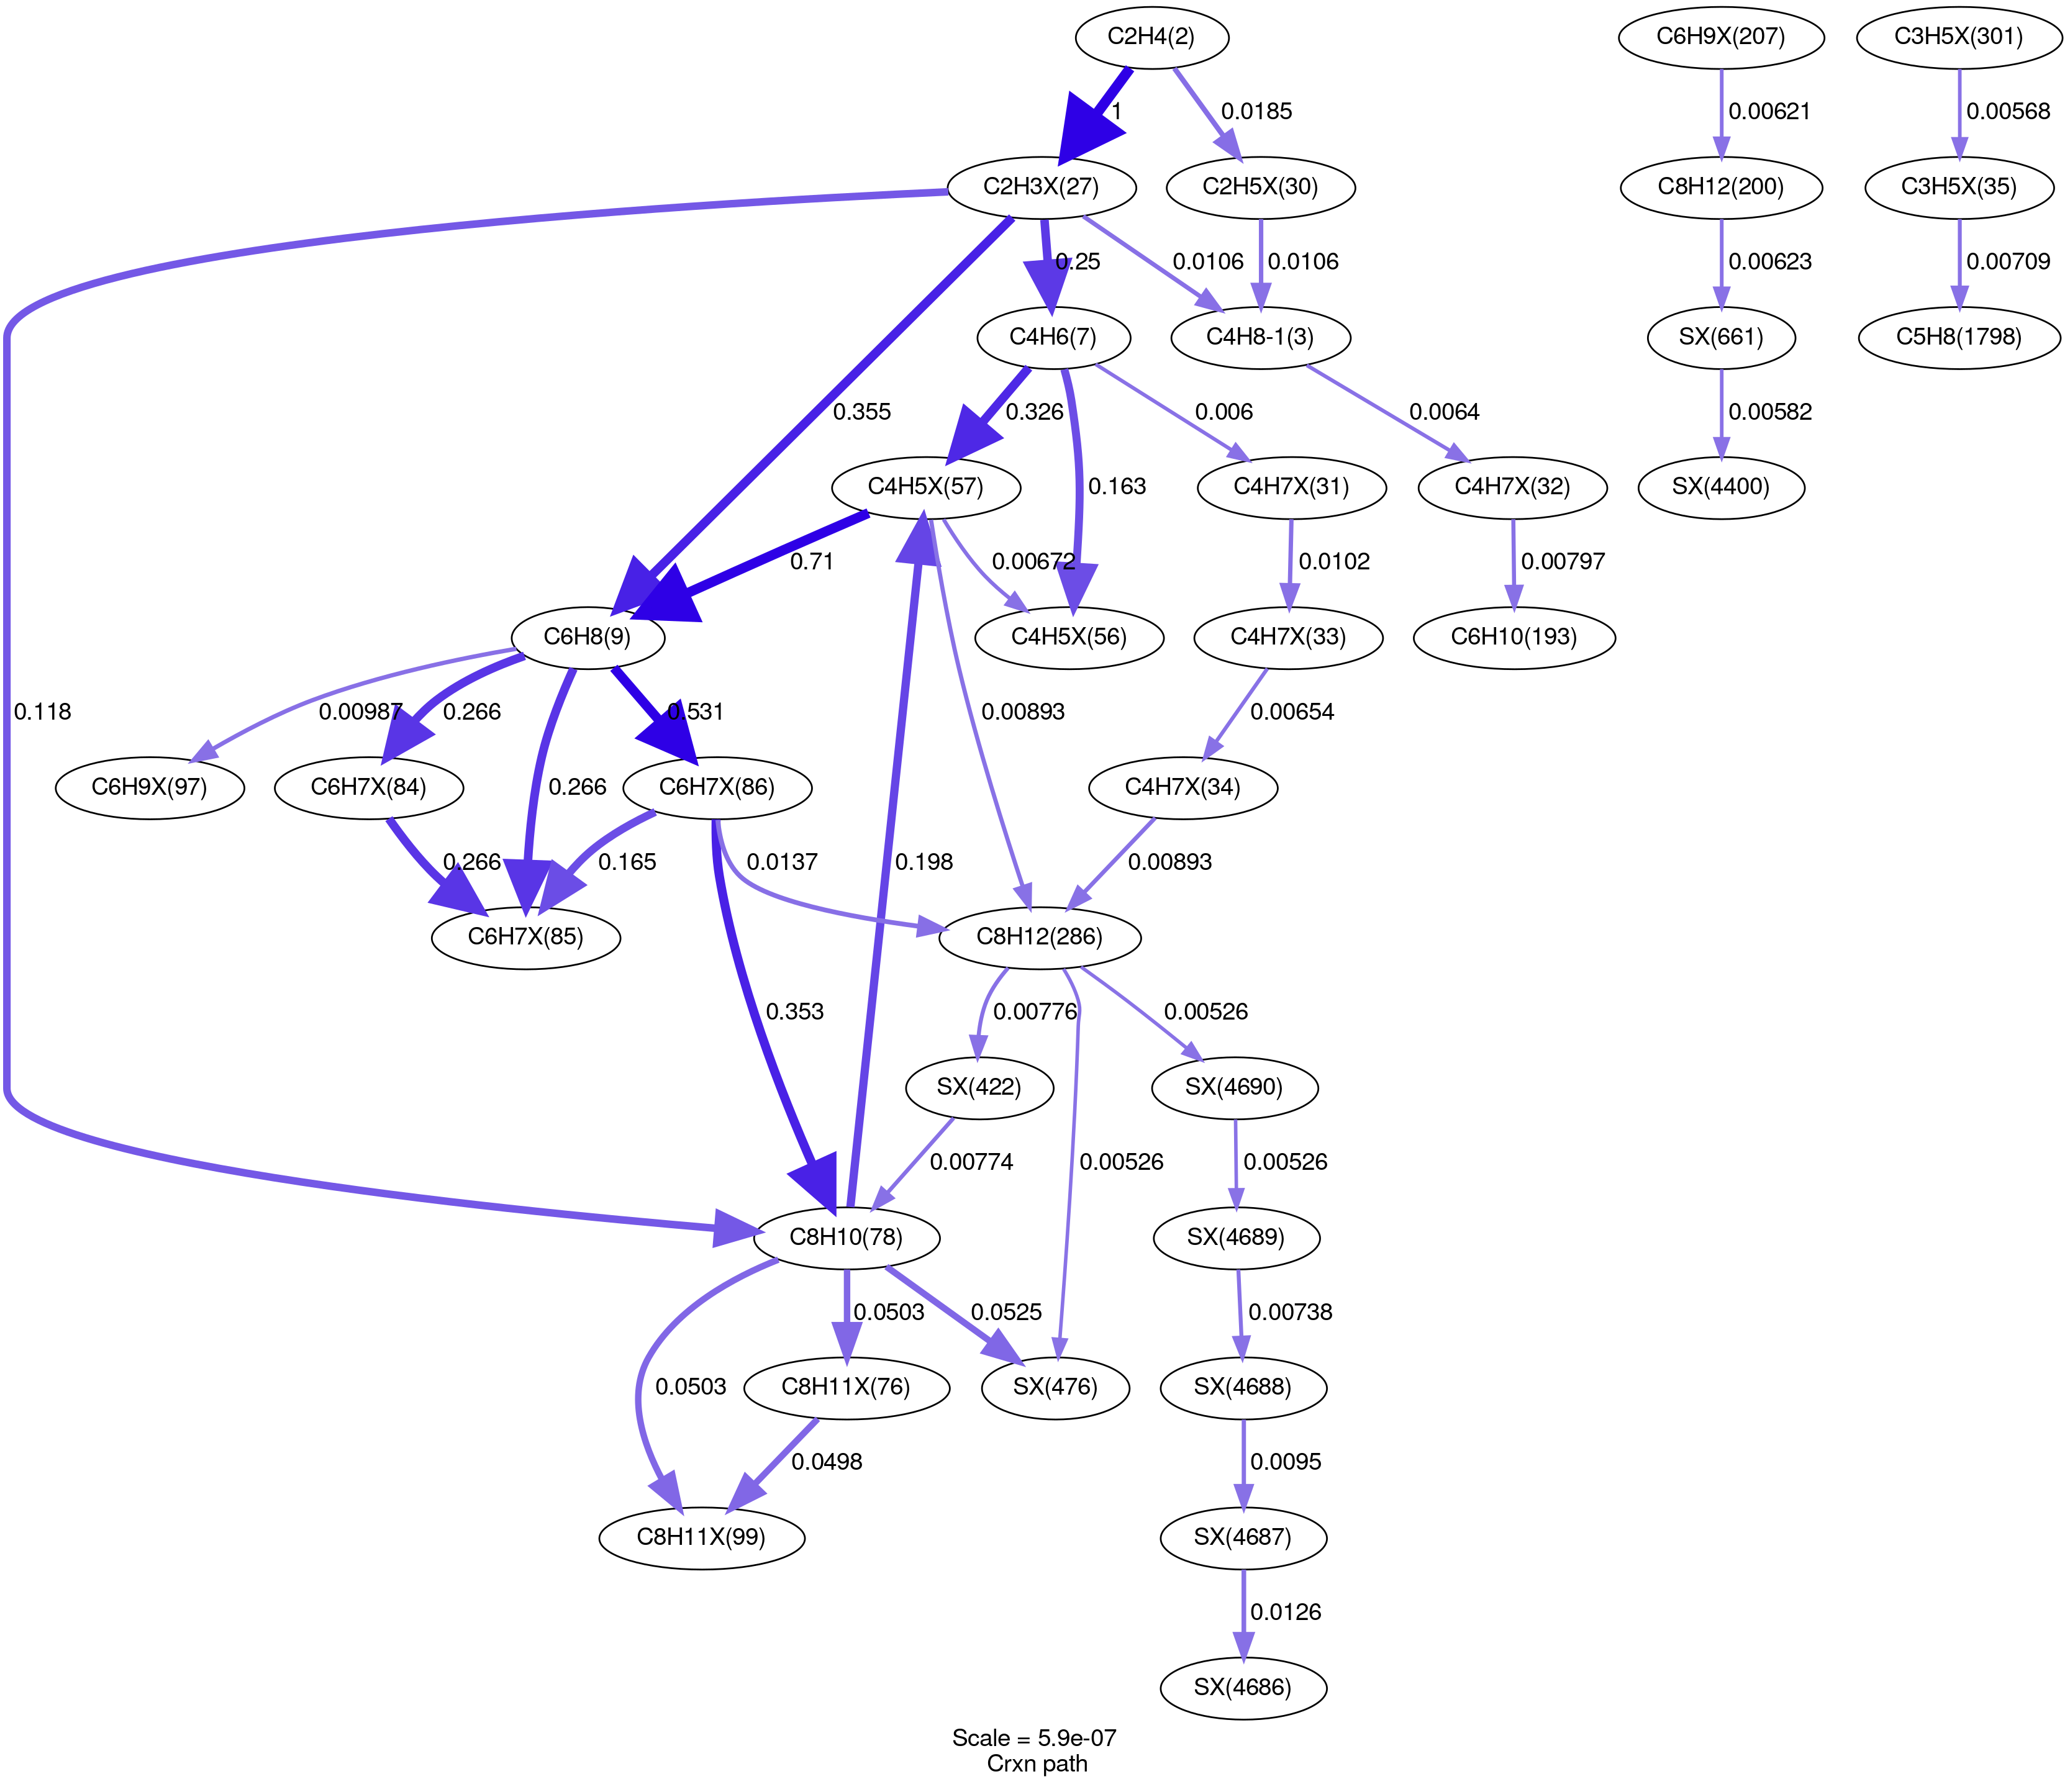 C2H4(2)
C6H9X(207)
C3H5X(301)
1
0.0185
0.00621
0.00568
C2H3X(27)
C2H5X(30)
C8H12(200)
C3H5X(35)
0.25
0.0106
0.0106
0.00623
0.00709
C4H6(7)
C4H8-1(3)
SX(661)
C5H8(1798)
0.355
0.326
0.006
0.0064
0.00582
C4H5X(57)
0.163
C4H7X(31)
C4H7X(32)
SX(4400)
0.71
0.00672
0.0102
0.00797
C6H8(9)
C4H5X(56)
C4H7X(33)
C6H10(193)
0.118
0.00987
0.266
0.531
0.00893
0.00654
C6H9X(97)
C6H7X(84)
0.266
C6H7X(86)
C4H7X(34)
0.266
0.165
0.0137
0.198
0.00893
C6H7X(85)
C8H12(286)
0.353
0.00776
0.00526
SX(422)
SX(4690)
0.00774
0.00526
0.00526
C8H10(78)
SX(4689)
0.0503
0.0525
0.00738
0.0503
C8H11X(76)
SX(476)
SX(4688)
0.0498
0.0095
C8H11X(99)
SX(4687)
0.0126
SX(4686)
Scale = 5.9e-07
Crxn path